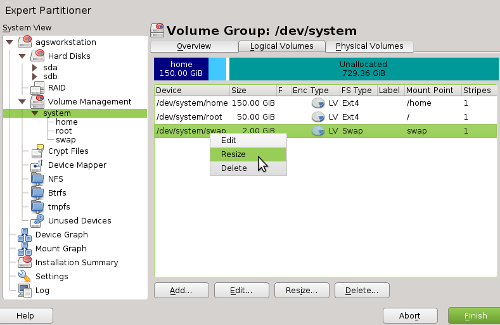 Expert Partitioner
System View
agsworkstation
Hard Disks
sda
sdb
RAID
Volume Management
system
home
root
swap
Crypt Files
Device Mapper
NFS
Btrfs
tmpfs
Unused Devices
Device Graph
Mount Graph
Installation Summary
Settings
Log
Volume Group: /dev/system
Overview Logical Volumes Physical Volumes
home Unallocated
150.00 GiB 729.36 GiB
Device Size F Enc Type FS Type Label Mount Point Stripes
/dev/system/home 150.00 GiB LV Ext4 /home 1
/dev/system/root 50.00 GiB LV Ext4 / 1
/dev/system/swap 2.00 GiB LV Swap swap 1
Edit
Resize
Delete
Add... Edit... Resize... Delete...
Help Abort Finish